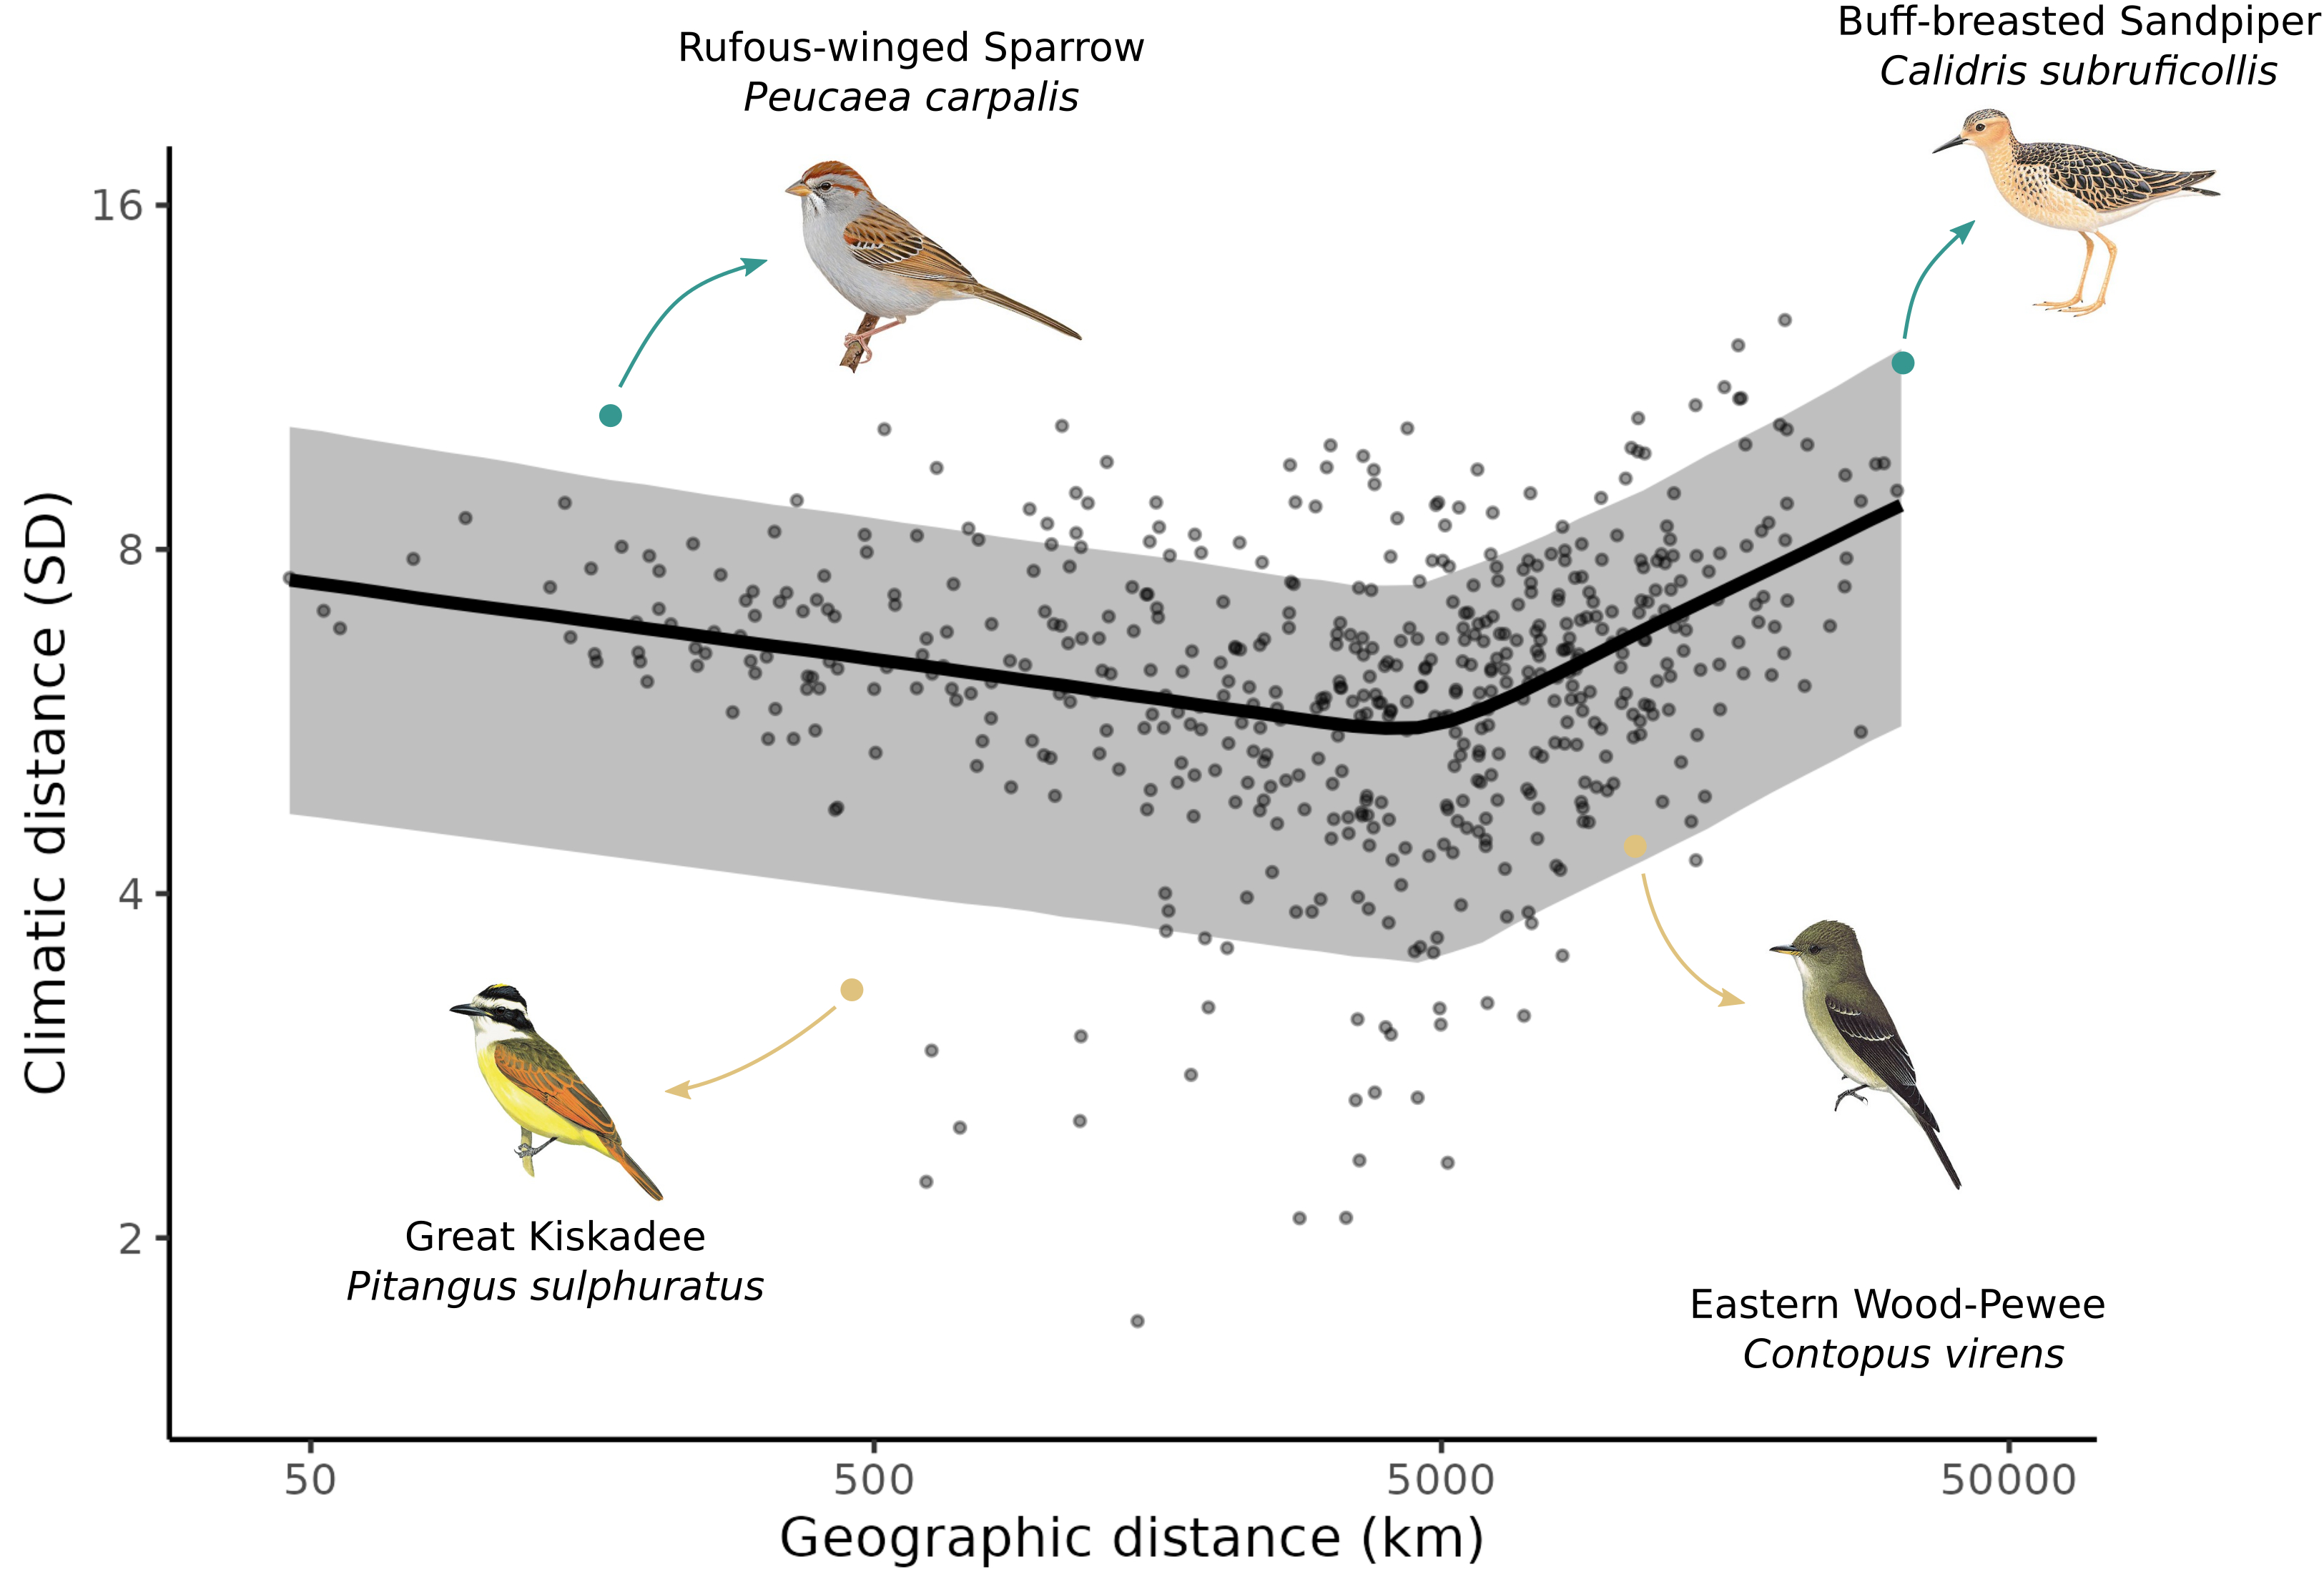 Buff-breasted Sandpiper
Calidris subruficollis
Rufous-winged Sparrow
Peucaea carpalis
16
8
4
2
Climatic distance (SD)
Great Kiskadee
Pitangus sulphuratus
Eastern Wood-Pewee
Contopus virens
50
500
5000
50000
Geographic distance (km)